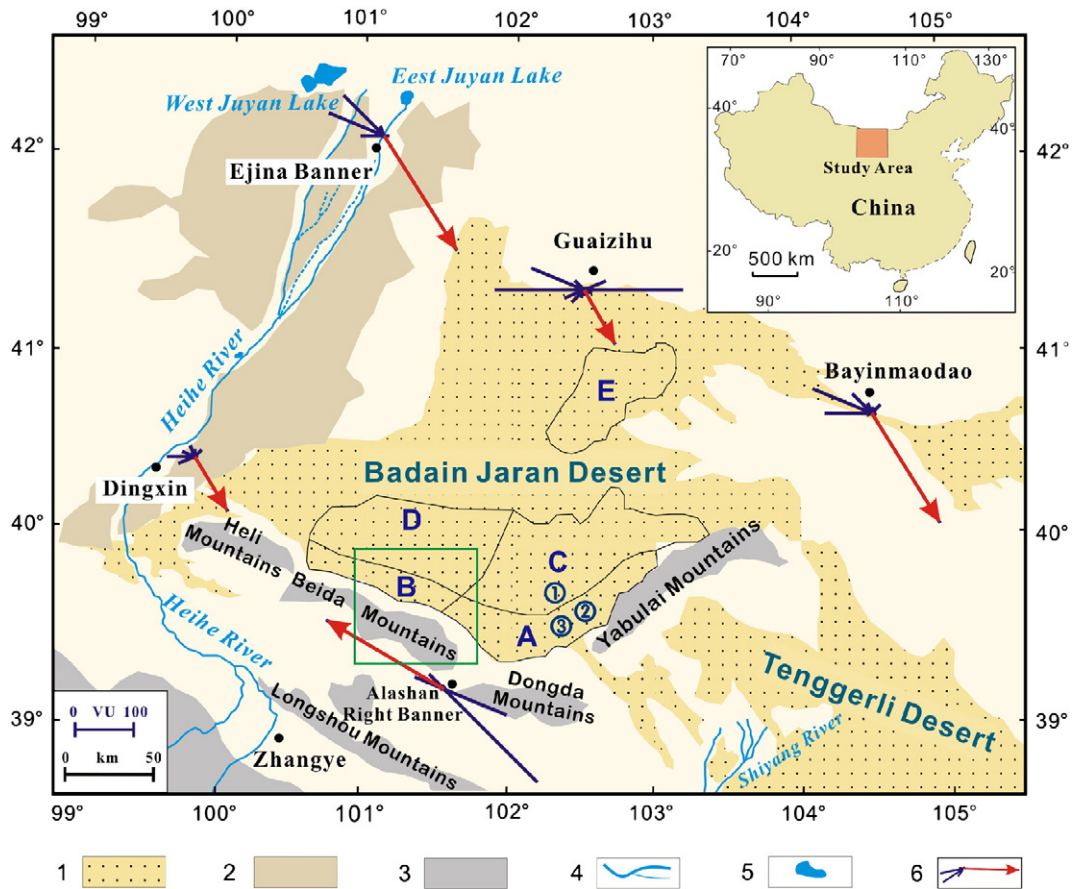 99° 100° 101° 102° 103° 104° 105°
42°
41°
40°
39°
42°
41°
40°
39°
99° 100° 101° 102° 103° 104° 105°
West Juyan Lake
Eest Juyan Lake
Ejina Banner
Guaizihu
Bayinmaodao
Heihe River
Dingxin
E
Badain Jaran Desert
D
C
B
A
①
②
③
Heli
Mountains
Beida
Mountains
Yabulai Mountains
Heihe River
Alashan
Right Banner
Dongda
Mountains
Longshou Mountains
Zhangye
Tenggerli Desert
Shiyang River
0 VU 100
km
0 50
70° 90° 110° 130°
40°
40°
Study Area
China
20°
20°
500 km
90° 110°
1 2 3 4 5 6